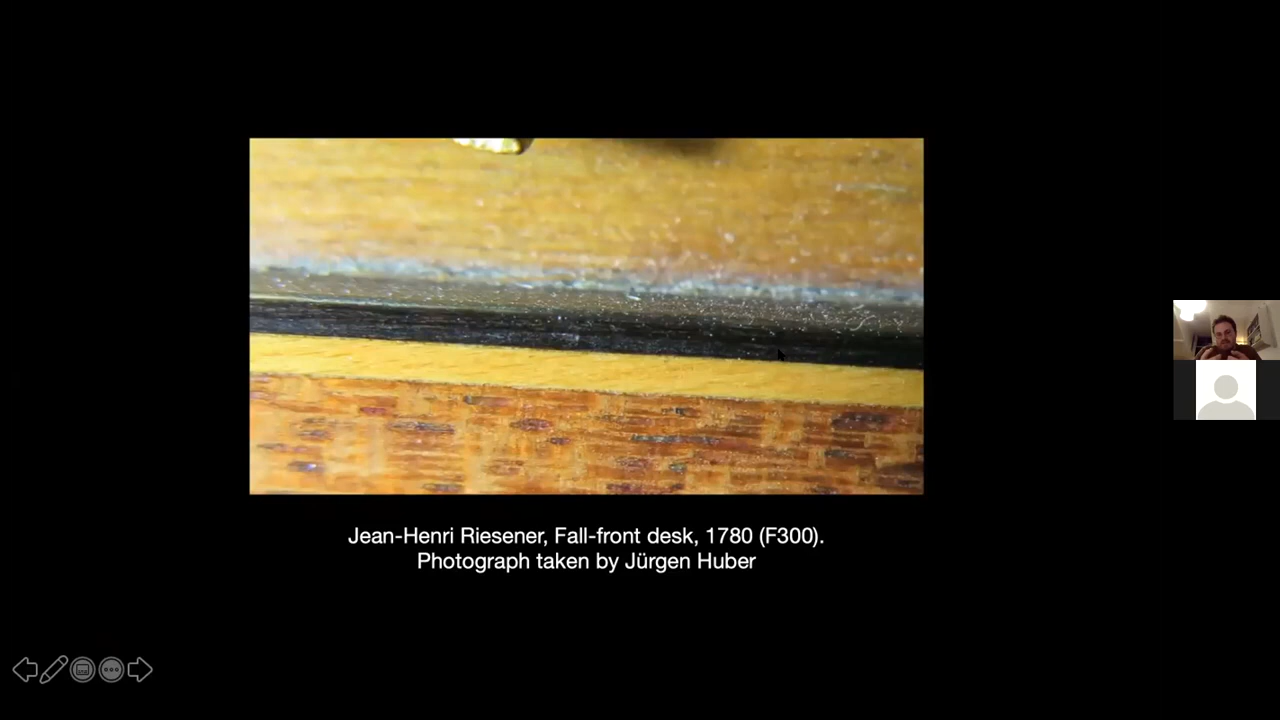 Jean-Henri Riesener, Fall-front desk, 1780 (F300).
Photograph taken by Jürgen Huber